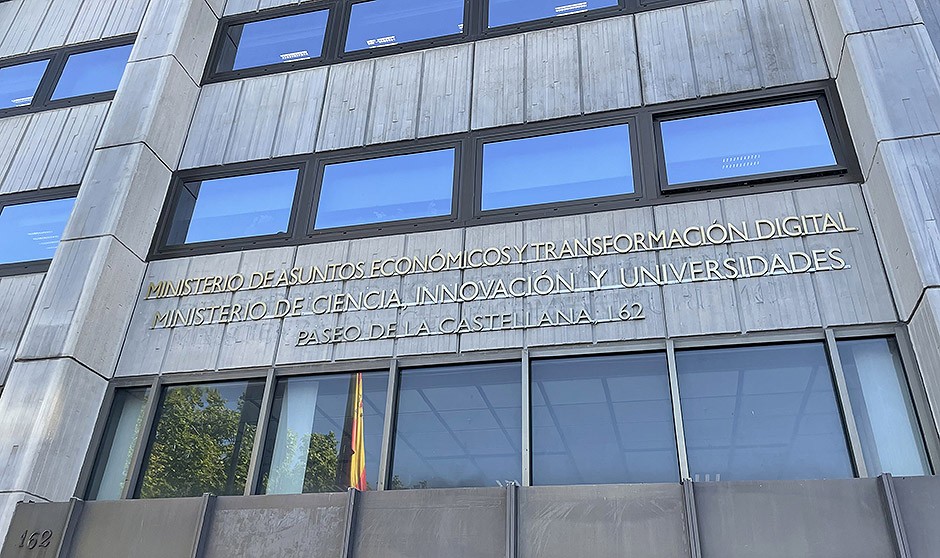 MINISTERIO DE ASUNTOS ECONÓMICOS Y TRANSFORMACIÓN DIGITAL
MINISTERIO DE CIENCIA, INNOVACIÓN Y UNIVERSIDADES
PASEO DE LA CASTELLANA, 162
162